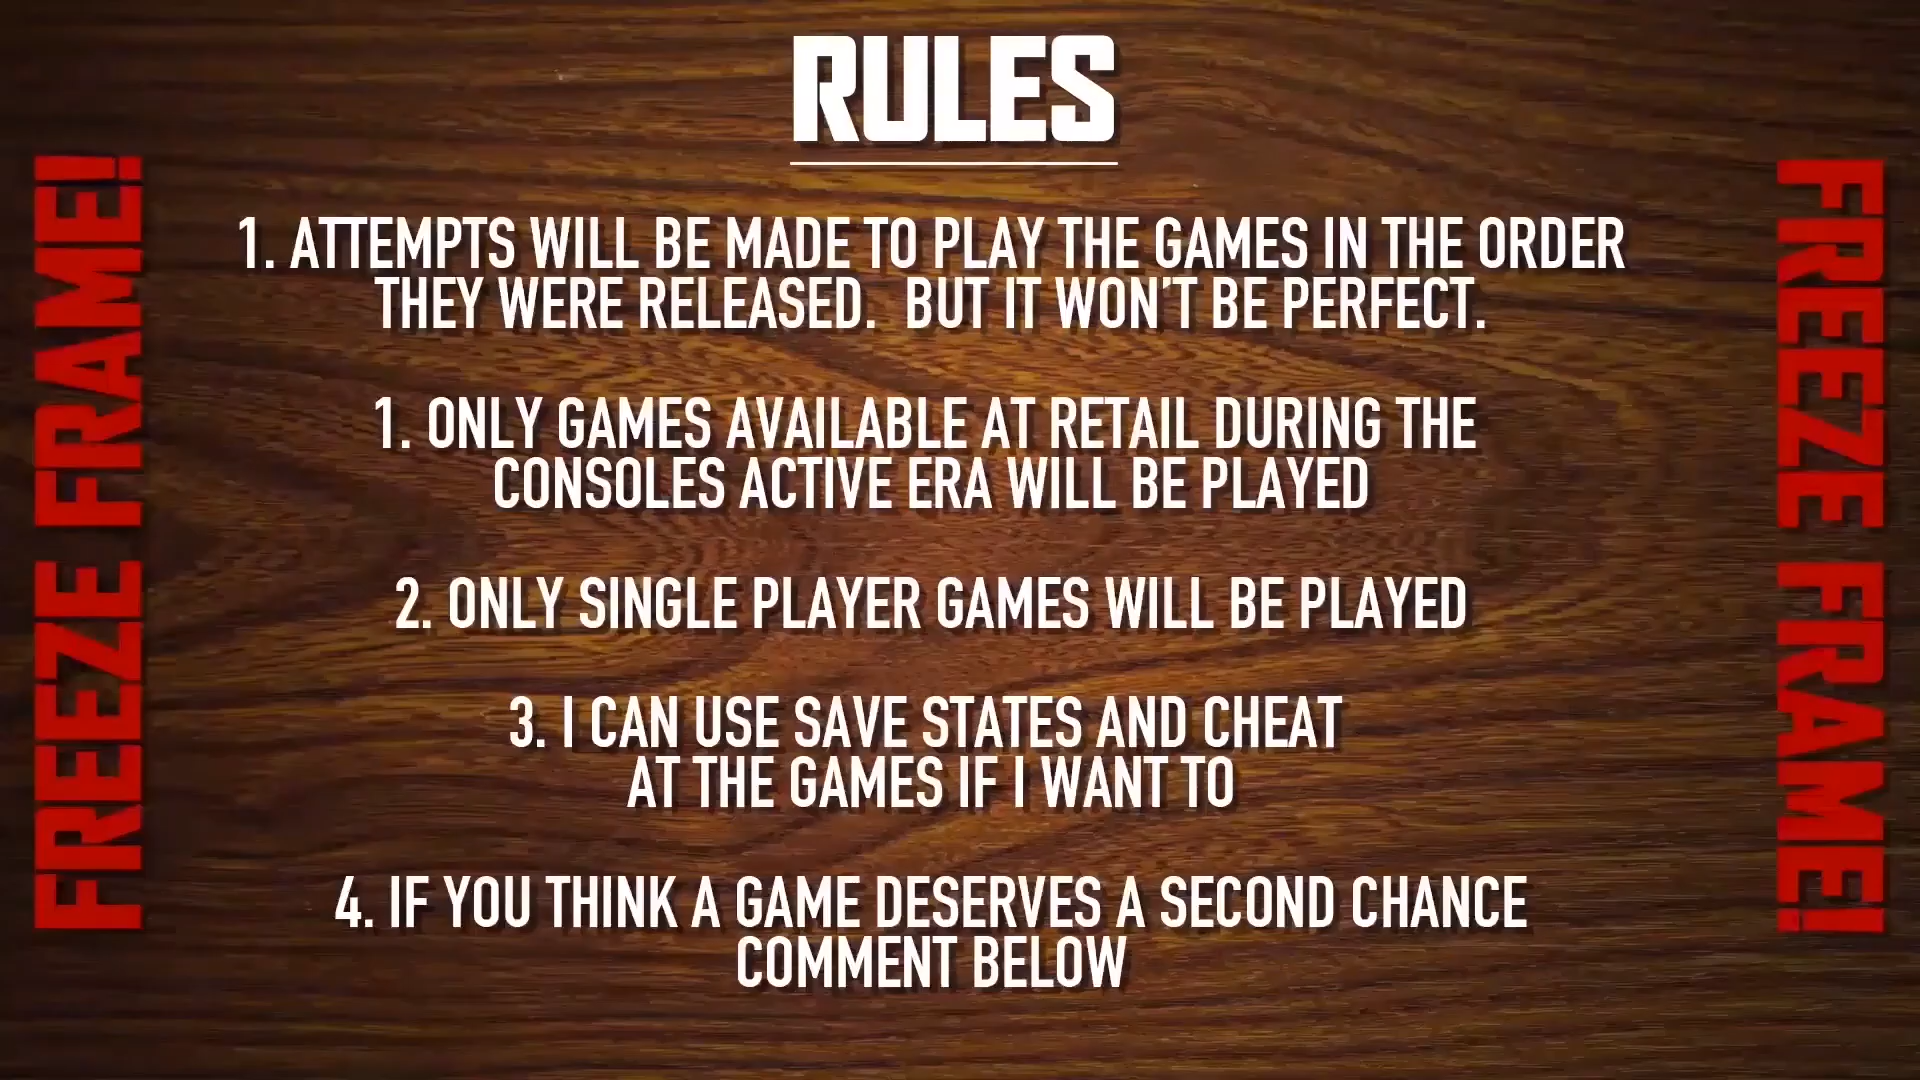 RULES
FREEZE FRAME!
1. ATTEMPTS WILL BE MADE TO PLAY THE GAMES IN THE ORDER
THEY WERE RELEASED. BUT IT WON'T BE PERFECT.
1. ONLY GAMES AVAILABLE AT RETAIL DURING THE
CONSOLES ACTIVE ERA WILL BE PLAYED
2. ONLY SINGLE PLAYER GAMES WILL BE PLAYED
3. I CAN USE SAVE STATES AND CHEAT
AT THE GAMES IF I WANT TO
4. IF YOU THINK A GAME DESERVES A SECOND CHANCE
COMMENT BELOW
FREEZE FRAME!